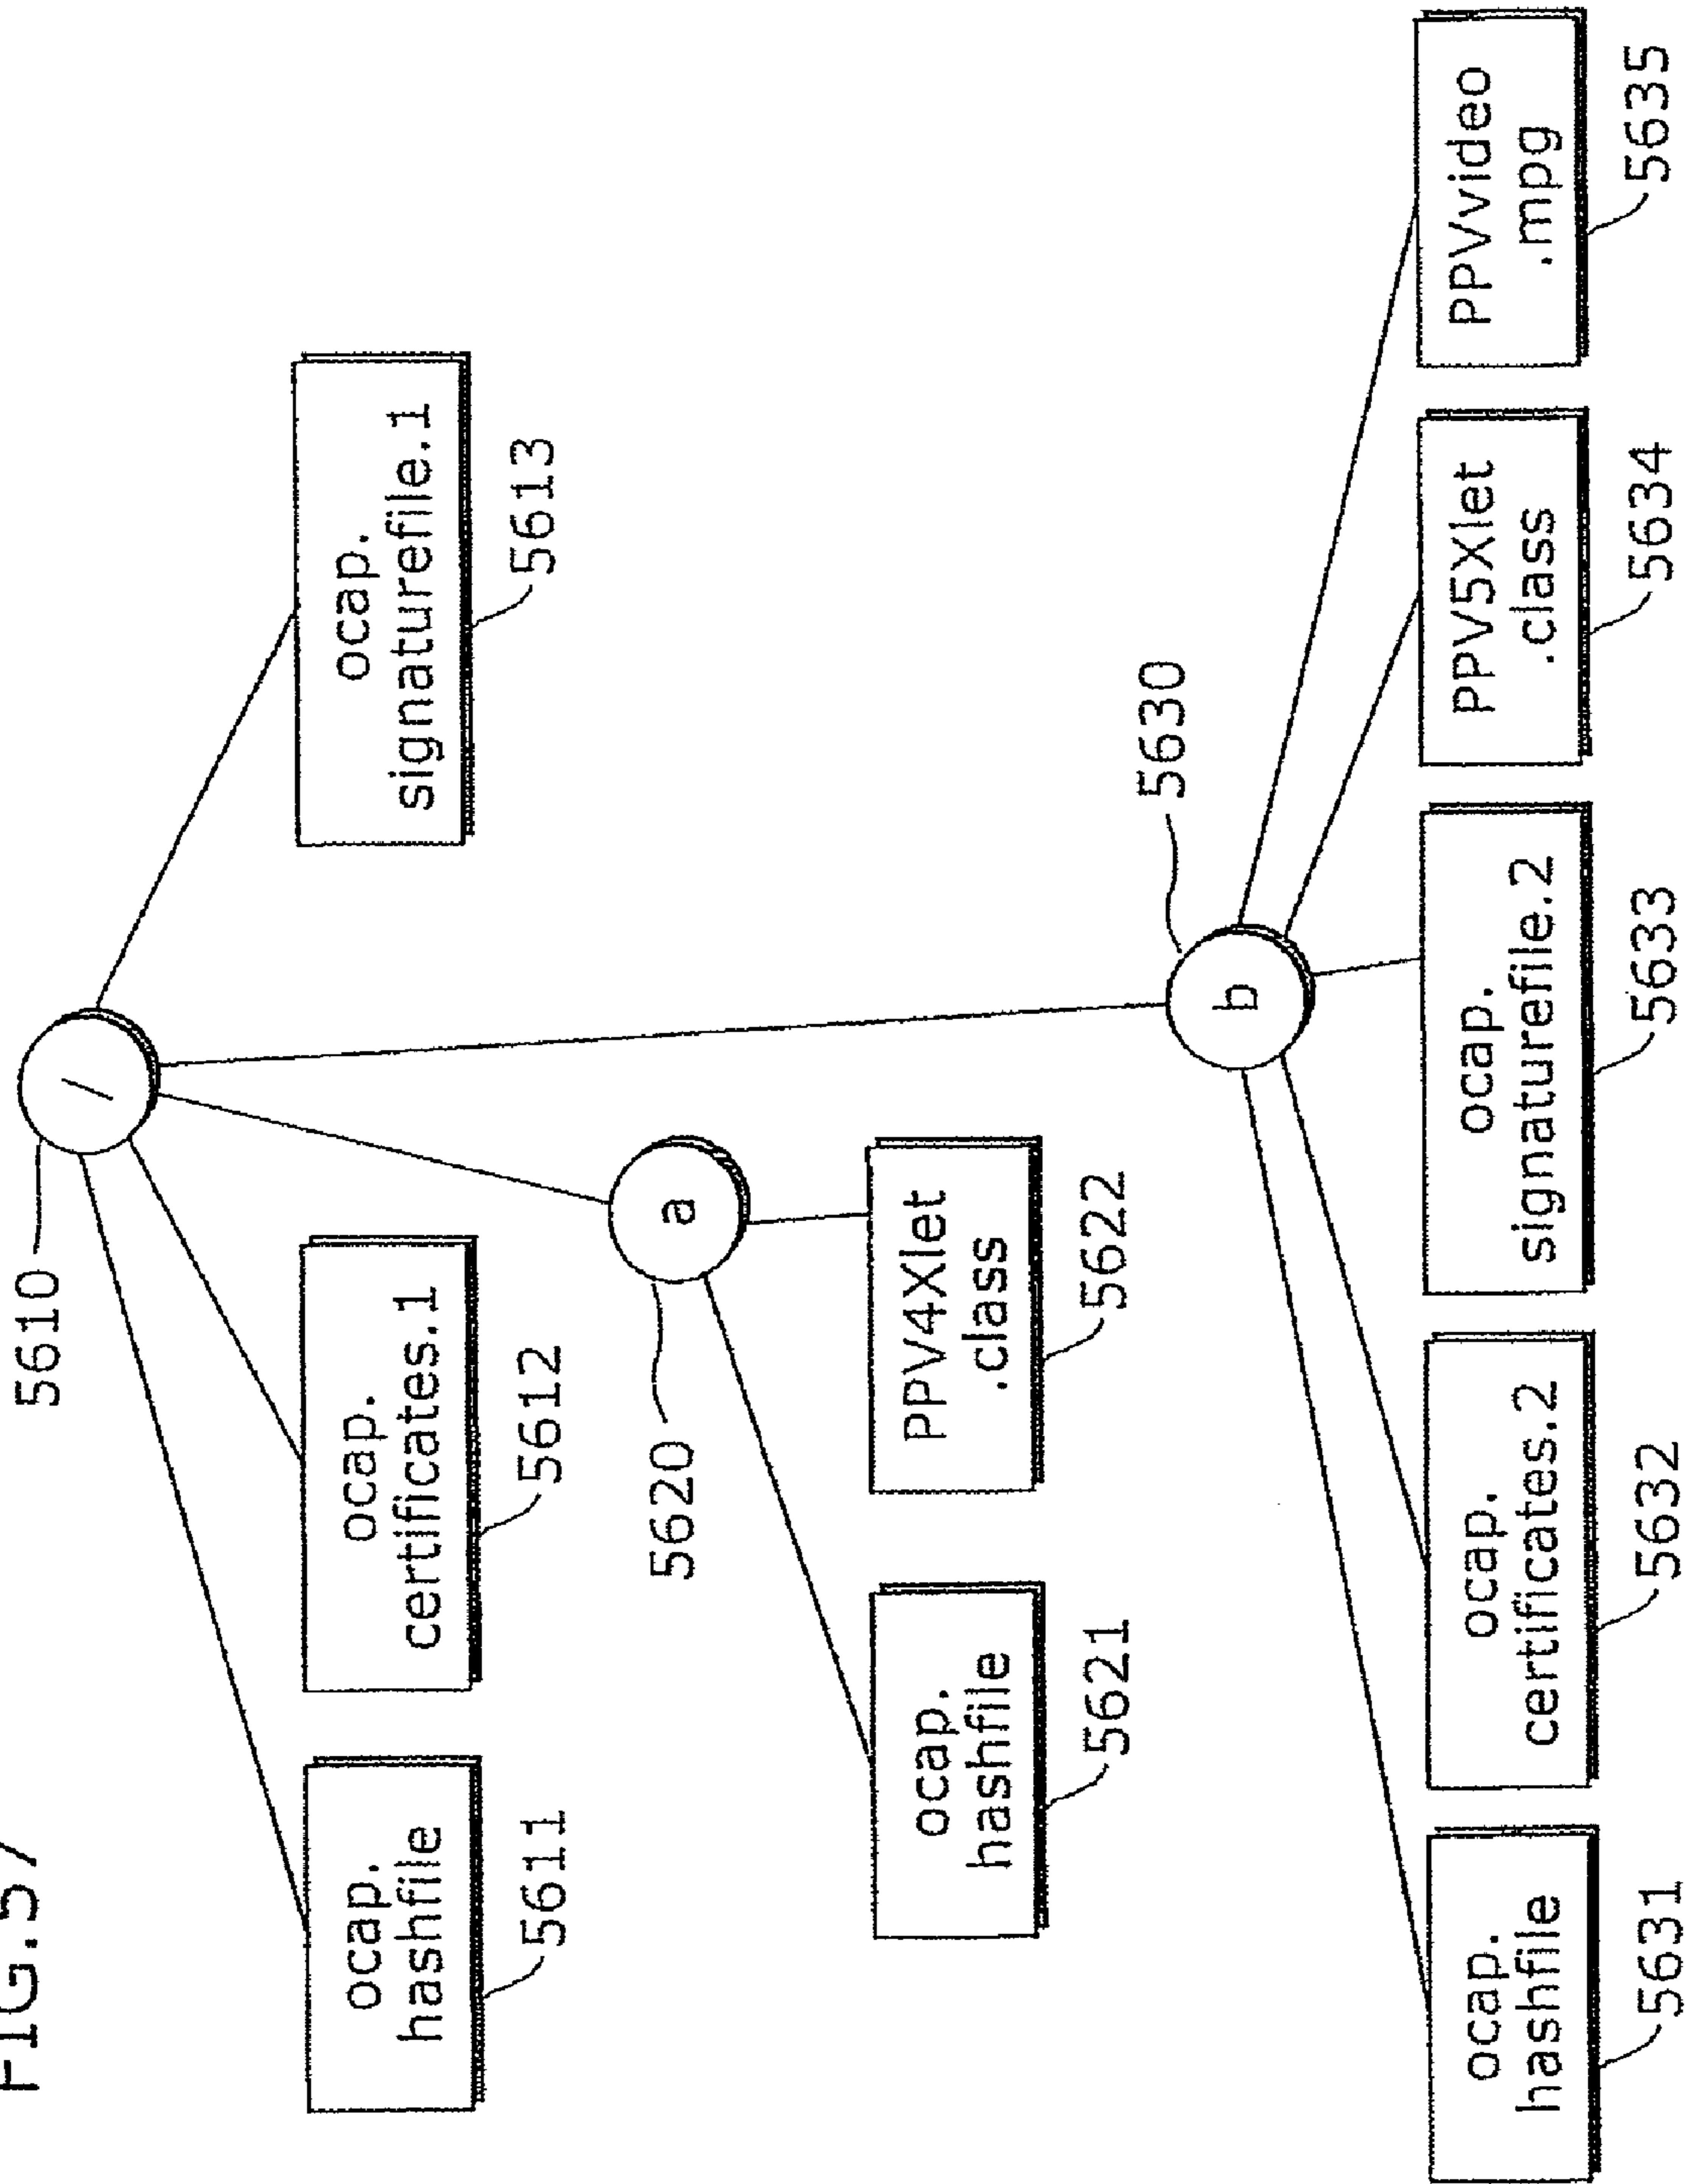 FIG.57
5610
/
ocap.
hashfile
5611
ocap.
certificates.1
5612
ocap.
signaturefile.1
5613
5620
a
ocap.
hashfile
5621
PPV4Xlet
.class
5622
5630
b
ocap.
hashfile
5631
ocap.
certificates.2
5632
ocap.
signaturefile.2
5633
PPV5Xlet
.class
5634
PPVvideo
.mpg
5635